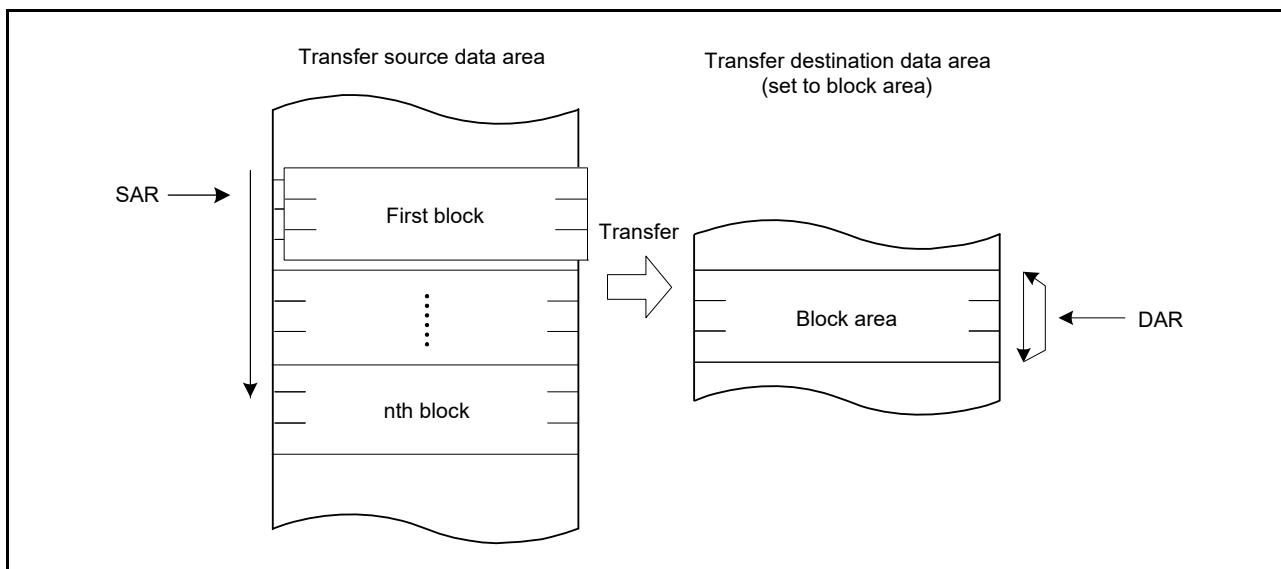 Transfer source data area
Transfer destination data area
(set to block area)
SAR
First block
Transfer
Block area
DAR
nth block